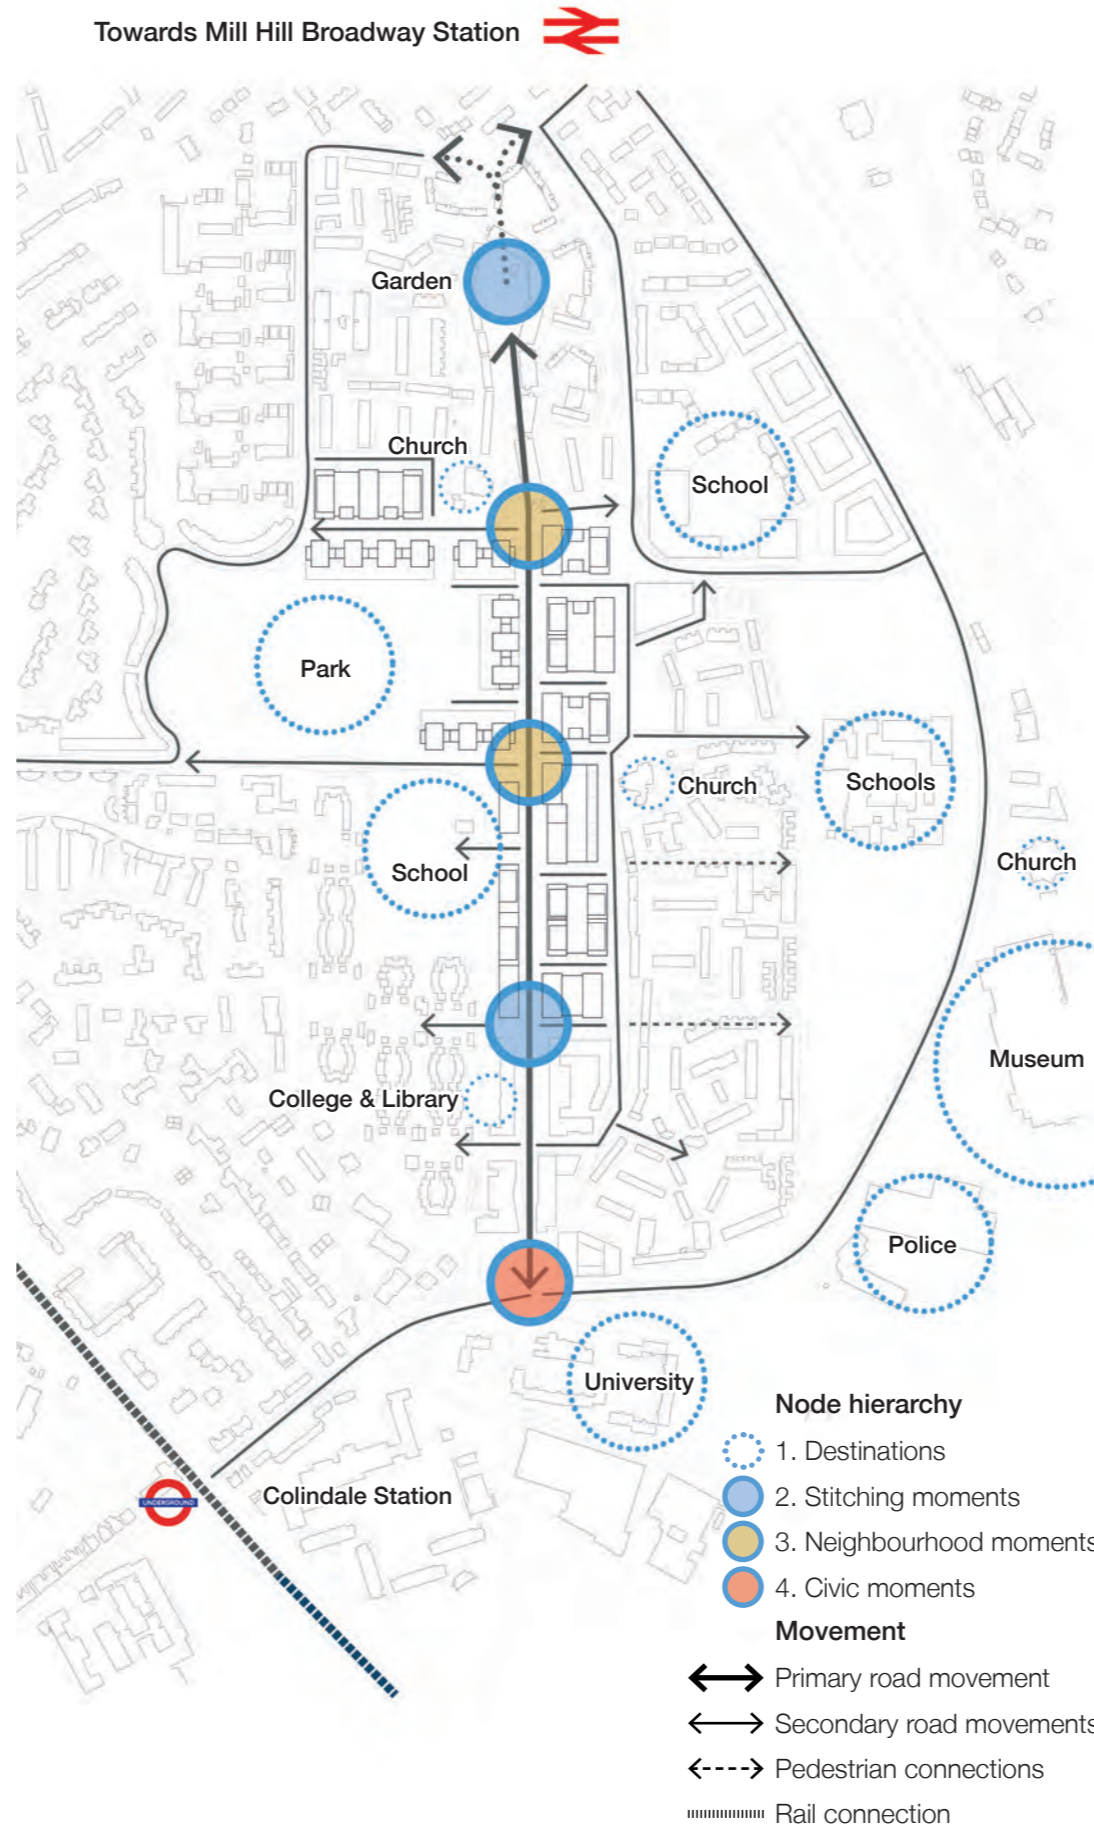 Towards Mill Hill Broadway Station
Garden
Church
School
Park
Church
Schools
School
Church
Museum
College & Library
Police
University
Colindale Station
UNDERGROUND
Node hierarchy
1. Destinations
2. Stitching moments
3. Neighbourhood moments
4. Civic moments
Movement
Primary road movement
Secondary road movements
Pedestrian connections
Rail connection